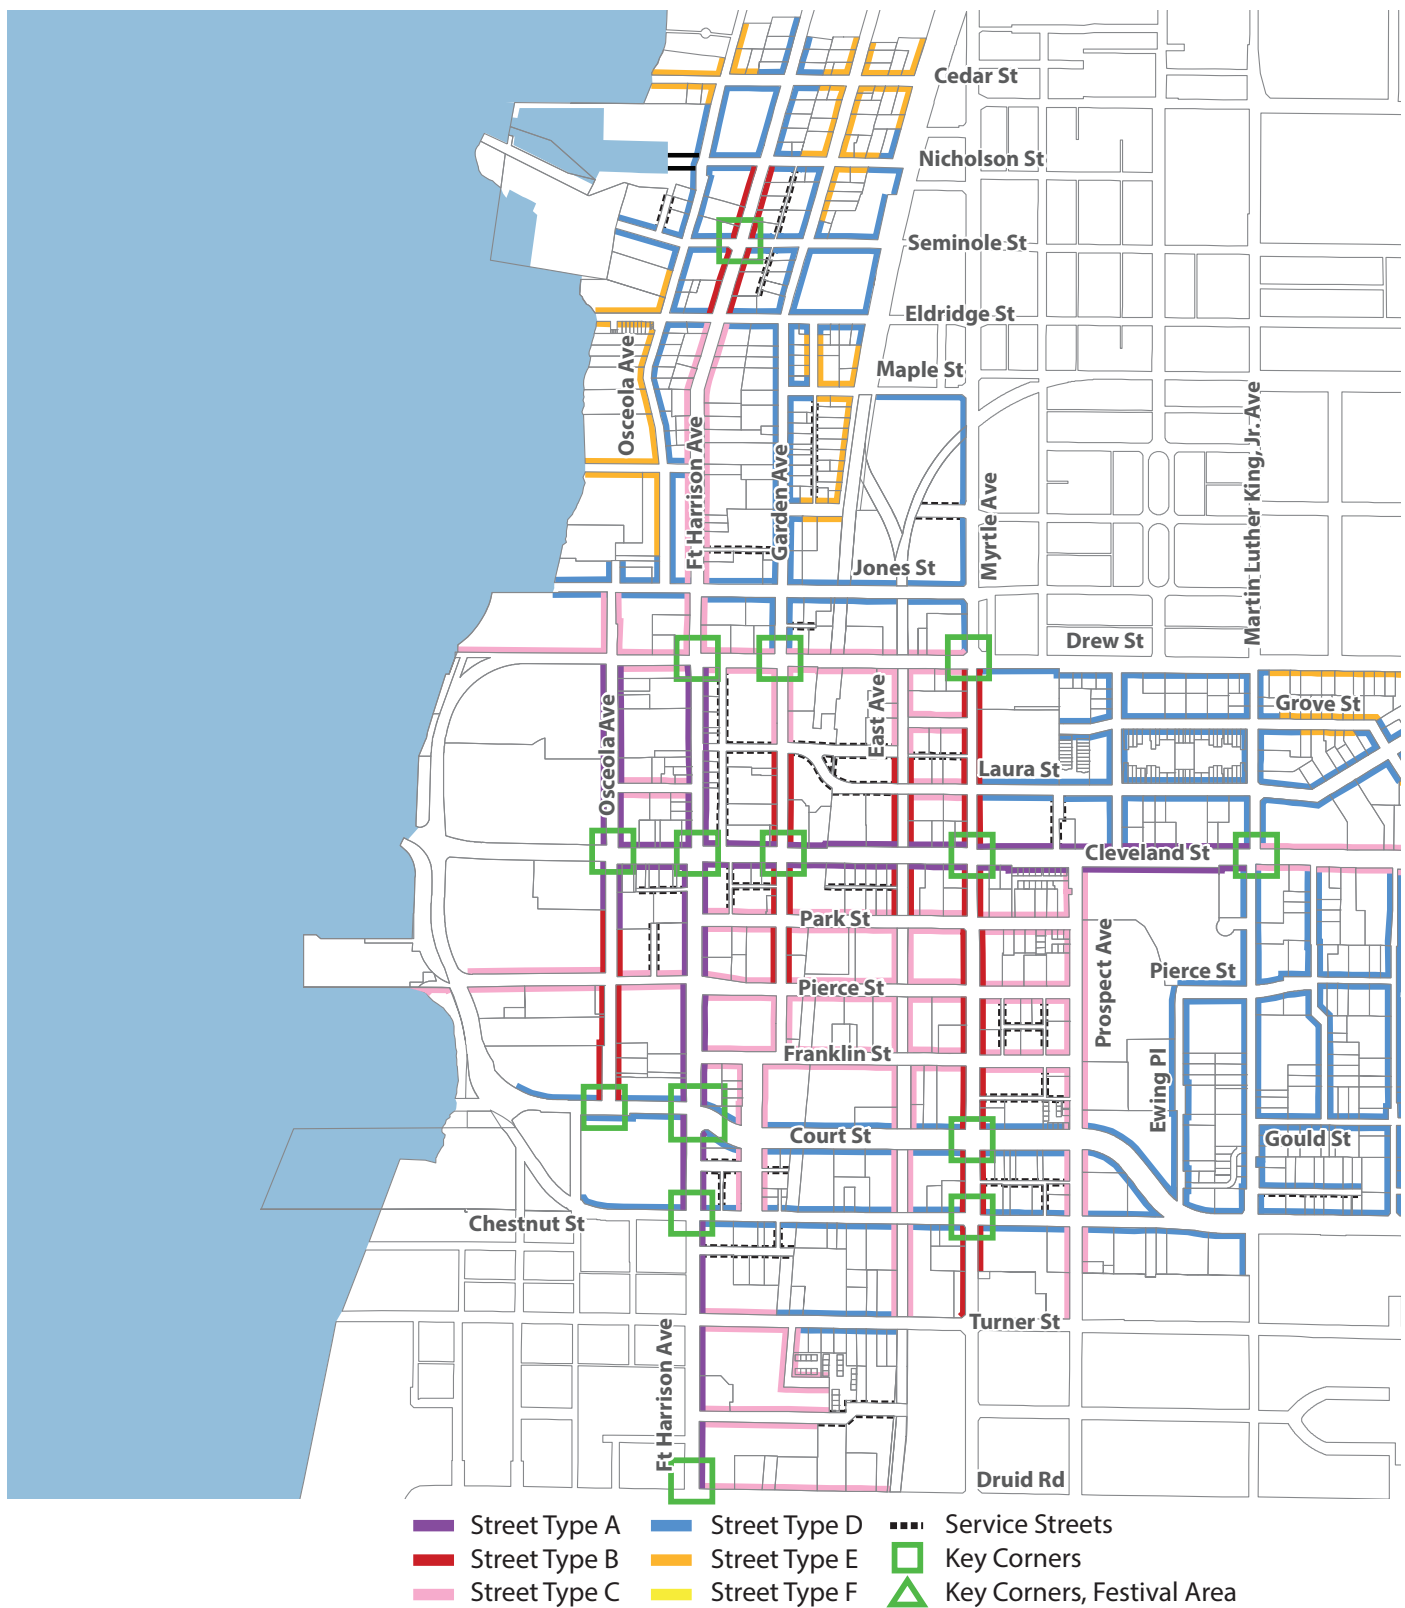 Cedar St
Nicholson St
Seminole St
Eldridge St
Osceola Ave
Maple St
Ft Harrison Ave
Garden Ave
Myrtle Ave
Martin Luther King, Jr. Ave
Jones St
Drew St
Osceola Ave
East Ave
Grove St
Laura St
Cleveland St
Park St
Prospect Ave
Pierce St
Pierce St
Franklin St
Ewing Pl
Court St
Gould St
Chestnut St
Turner St
Ft Harrison Ave
Druid Rd
Street Type A
Street Type D
Service Streets
Street Type B
Street Type E
Key Corners
Street Type C
Street Type F
Key Corners, Festival Area